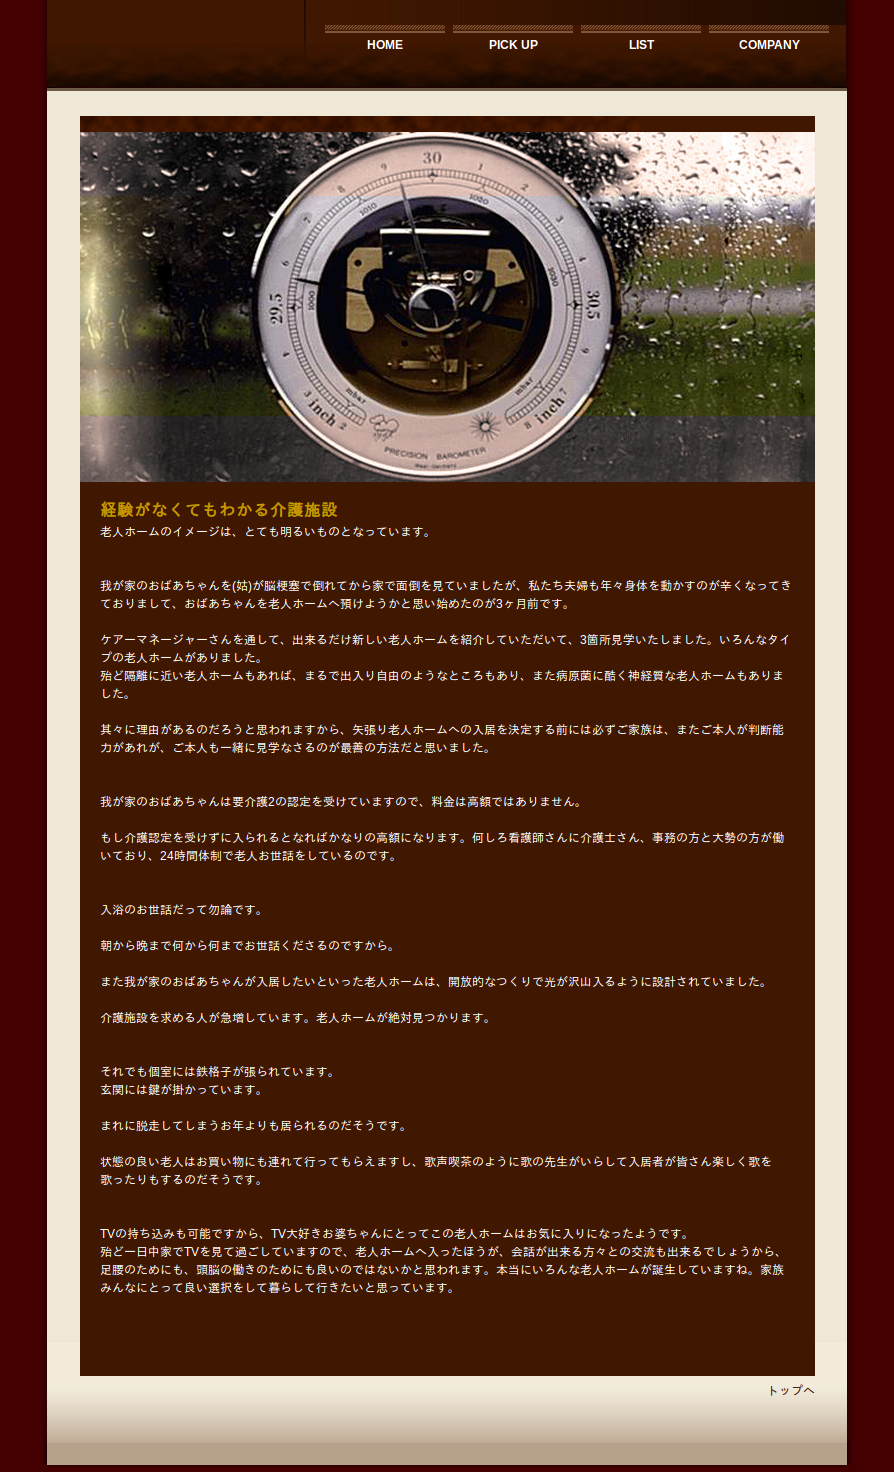 HOME PICK UP LIST COMPANY
30
9 1
8 2
1010 1020
7 3
6 4
29.5 1000 1030 30.5
4 6
mbar mbar
3 inch 2 8 inch 7
PRECISION BAROMETER
West-Germany
経験がなくてもわかる介護施設
老人ホームのイメージは、とても明るいものとなっています。
我が家のおばあちゃんを(姑)が脳梗塞で倒れてから家で面倒を見ていましたが、私たち夫婦も年々身体を動かすのが辛くなってき
ておりまして、おばあちゃんを老人ホームへ預けようかと思い始めたのが3ヶ月前です。
ケアーマネージャーさんを通して、出来るだけ新しい老人ホームを紹介していただいて、3箇所見学いたしました。いろんなタイ
プの老人ホームがありました。
殆ど隔離に近い老人ホームもあれば、まるで出入り自由のようなところもあり、また病原菌に酷く神経質な老人ホームもありま
した。
其々に理由があるのだろうと思われますから、矢張り老人ホームへの入居を決定する前には必ずご家族は、またご本人が判断能
力があれが、ご本人も一緒に見学なさるのが最善の方法だと思いました。
我が家のおばあちゃんは要介護2の認定を受けていますので、料金は高額ではありません。
もし介護認定を受けずに入られるとなればかなりの高額になります。何しろ看護師さんに介護士さん、事務の方と大勢の方が働
いており、24時間体制で老人お世話をしているのです。
入浴のお世話だって勿論です。
朝から晩まで何から何までお世話くださるのですから。
また我が家のおばあちゃんが入居したいといった老人ホームは、開放的なつくりで光が沢山入るように設計されていました。
介護施設を求める人が急増しています。老人ホームが絶対見つかります。
それでも個室には鉄格子が張られています。
玄関には鍵が掛かっています。
まれに脱走してしまうお年よりも居られるのだそうです。
状態の良い老人はお買い物にも連れて行ってもらえますし、歌声喫茶のように歌の先生がいらして入居者が皆さん楽しく歌を
歌ったりもするのだそうです。
TVの持ち込みも可能ですから、TV大好きお婆ちゃんにとってこの老人ホームはお気に入りになったようです。
殆ど一日中家でTVを見て過ごしていますので、老人ホームへ入ったほうが、会話が出来る方々との交流も出来るでしょうから、
足腰のためにも、頭脳の働きのためにも良いのではないかと思われます。本当にいろんな老人ホームが誕生していますね。家族
みんなにとって良い選択をして暮らして行きたいと思っています。
トップへ